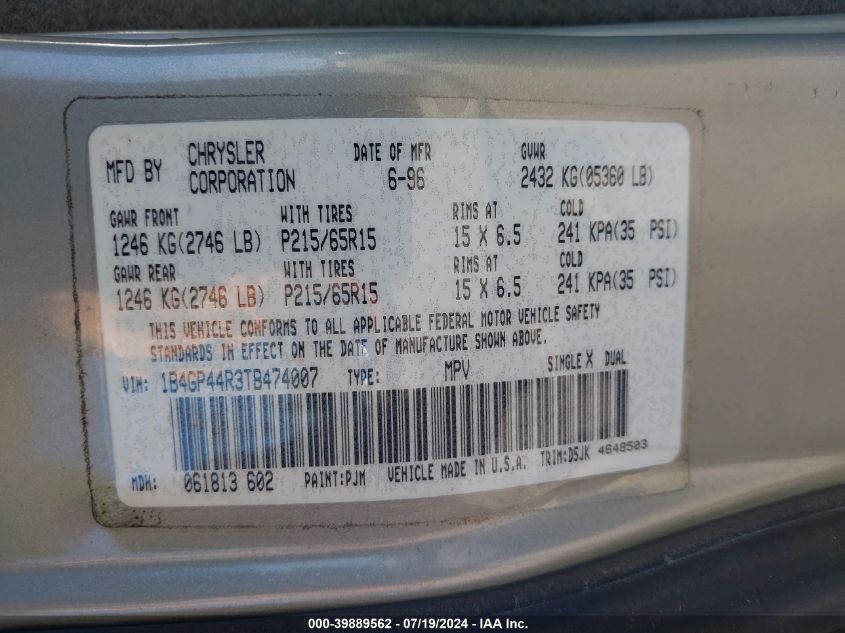 MFD BY CHRYSLER CORPORATION DATE OF MFR 6-96 GVWR 2432 KG(05360 LB)
GAWR FRONT WITH TIRES RIMS AT COLD
1246 KG(2746 LB) P215/65R15 15 X 6.5 241 KPA(35 PSI)
GAWR REAR WITH TIRES RIMS AT COLD
1246 KG(2746 LB) P215/65R15 15 X 6.5 241 KPA(35 PSI)
THIS VEHICLE CONFORMS TO ALL APPLICABLE FEDERAL MOTOR VEHICLE SAFETY
STANDARDS IN EFFECT ON THE DATE OF MANUFACTURE SHOWN ABOVE.
VIN: 1B4GP44R3TB474007 TYPE: MPV SINGLE X DUAL
MDH: 061813 602 PAINT:PJM VEHICLE MADE IN U.S.A. TRIM:D5JK 4648503
000-39889562 - 07/19/2024 - COPYRIGHT IAA, INC.